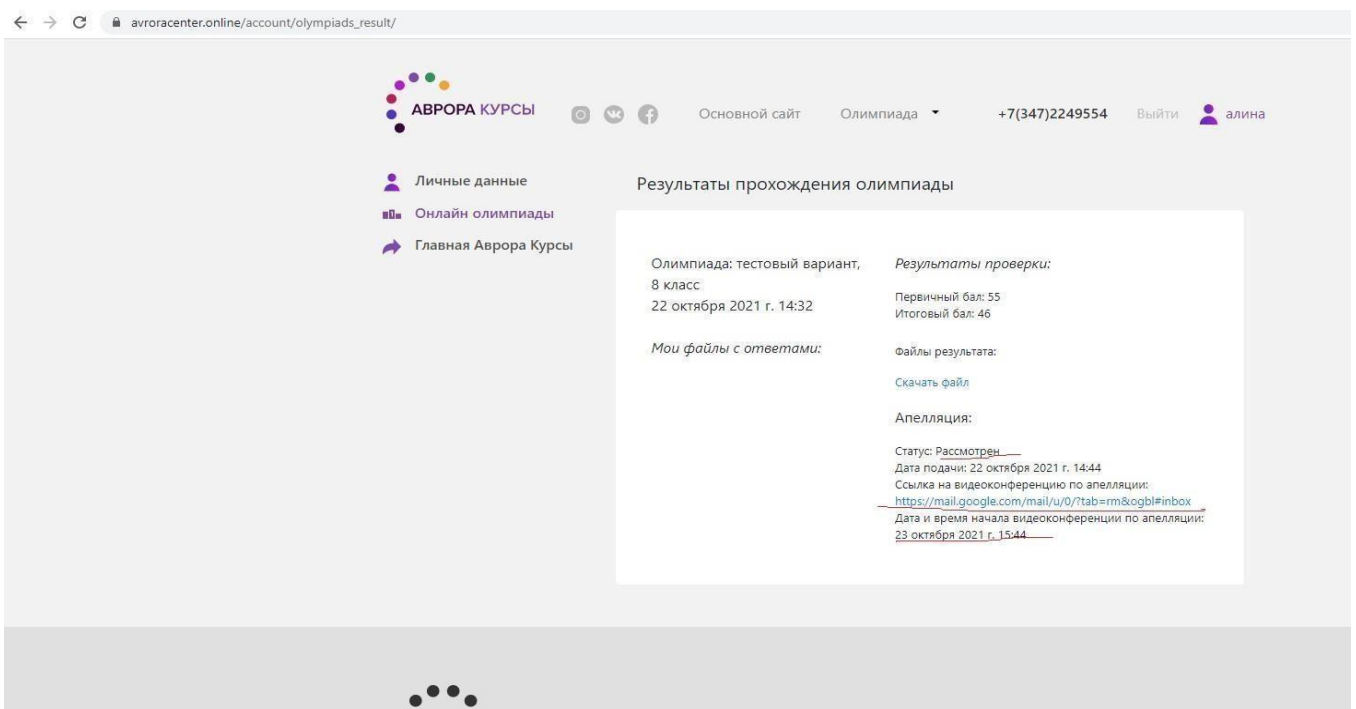 avroracenter.online/account/olympiads_result/
АВРОРА КУРСЫ
Основной сайт
Олимпиада
+7(347)2249554
Выйти
алина
Личные данные
Онлайн олимпиады
Главная Аврора Курсы
Результаты прохождения олимпиады
Олимпиада: тестовый вариант,
8 класс
22 октября 2021 г. 14:32
Мои файлы с ответами:
Результаты проверки:
Первичный бал: 55
Итоговый бал: 46
Файлы результата:
Скачать файл
Апелляция:
Статус: Рассмотрен
Дата подачи: 22 октября 2021 г. 14:44
Ссылка на видеоконференцию по апелляции:
https://mail.google.com/mail/u/0/?tab=rm&ogbl#inbox
Дата и время начала видеоконференции по апелляции:
23 октября 2021 г. 15:44